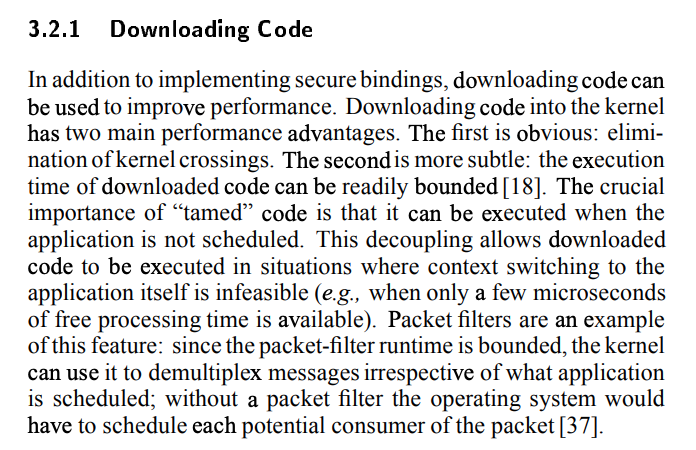 3.2.1 Downloading Code
In addition to implementing secure bindings, downloading code can
be used to improve performance. Downloading code into the kernel
has two main performance advantages. The first is obvious: elimi-
nation of kernel crossings. The second is more subtle: the execution
time of downloaded code can be readily bounded [18]. The crucial
importance of “tamed” code is that it can be executed when the
application is not scheduled. This decoupling allows downloaded
code to be executed in situations where context switching to the
application itself is infeasible (e.g., when only a few microseconds
of free processing time is available). Packet filters are an example
of this feature: since the packet-filter runtime is bounded, the kernel
can use it to demultiplex messages irrespective of what application
is scheduled; without a packet filter the operating system would
have to schedule each potential consumer of the packet [37].